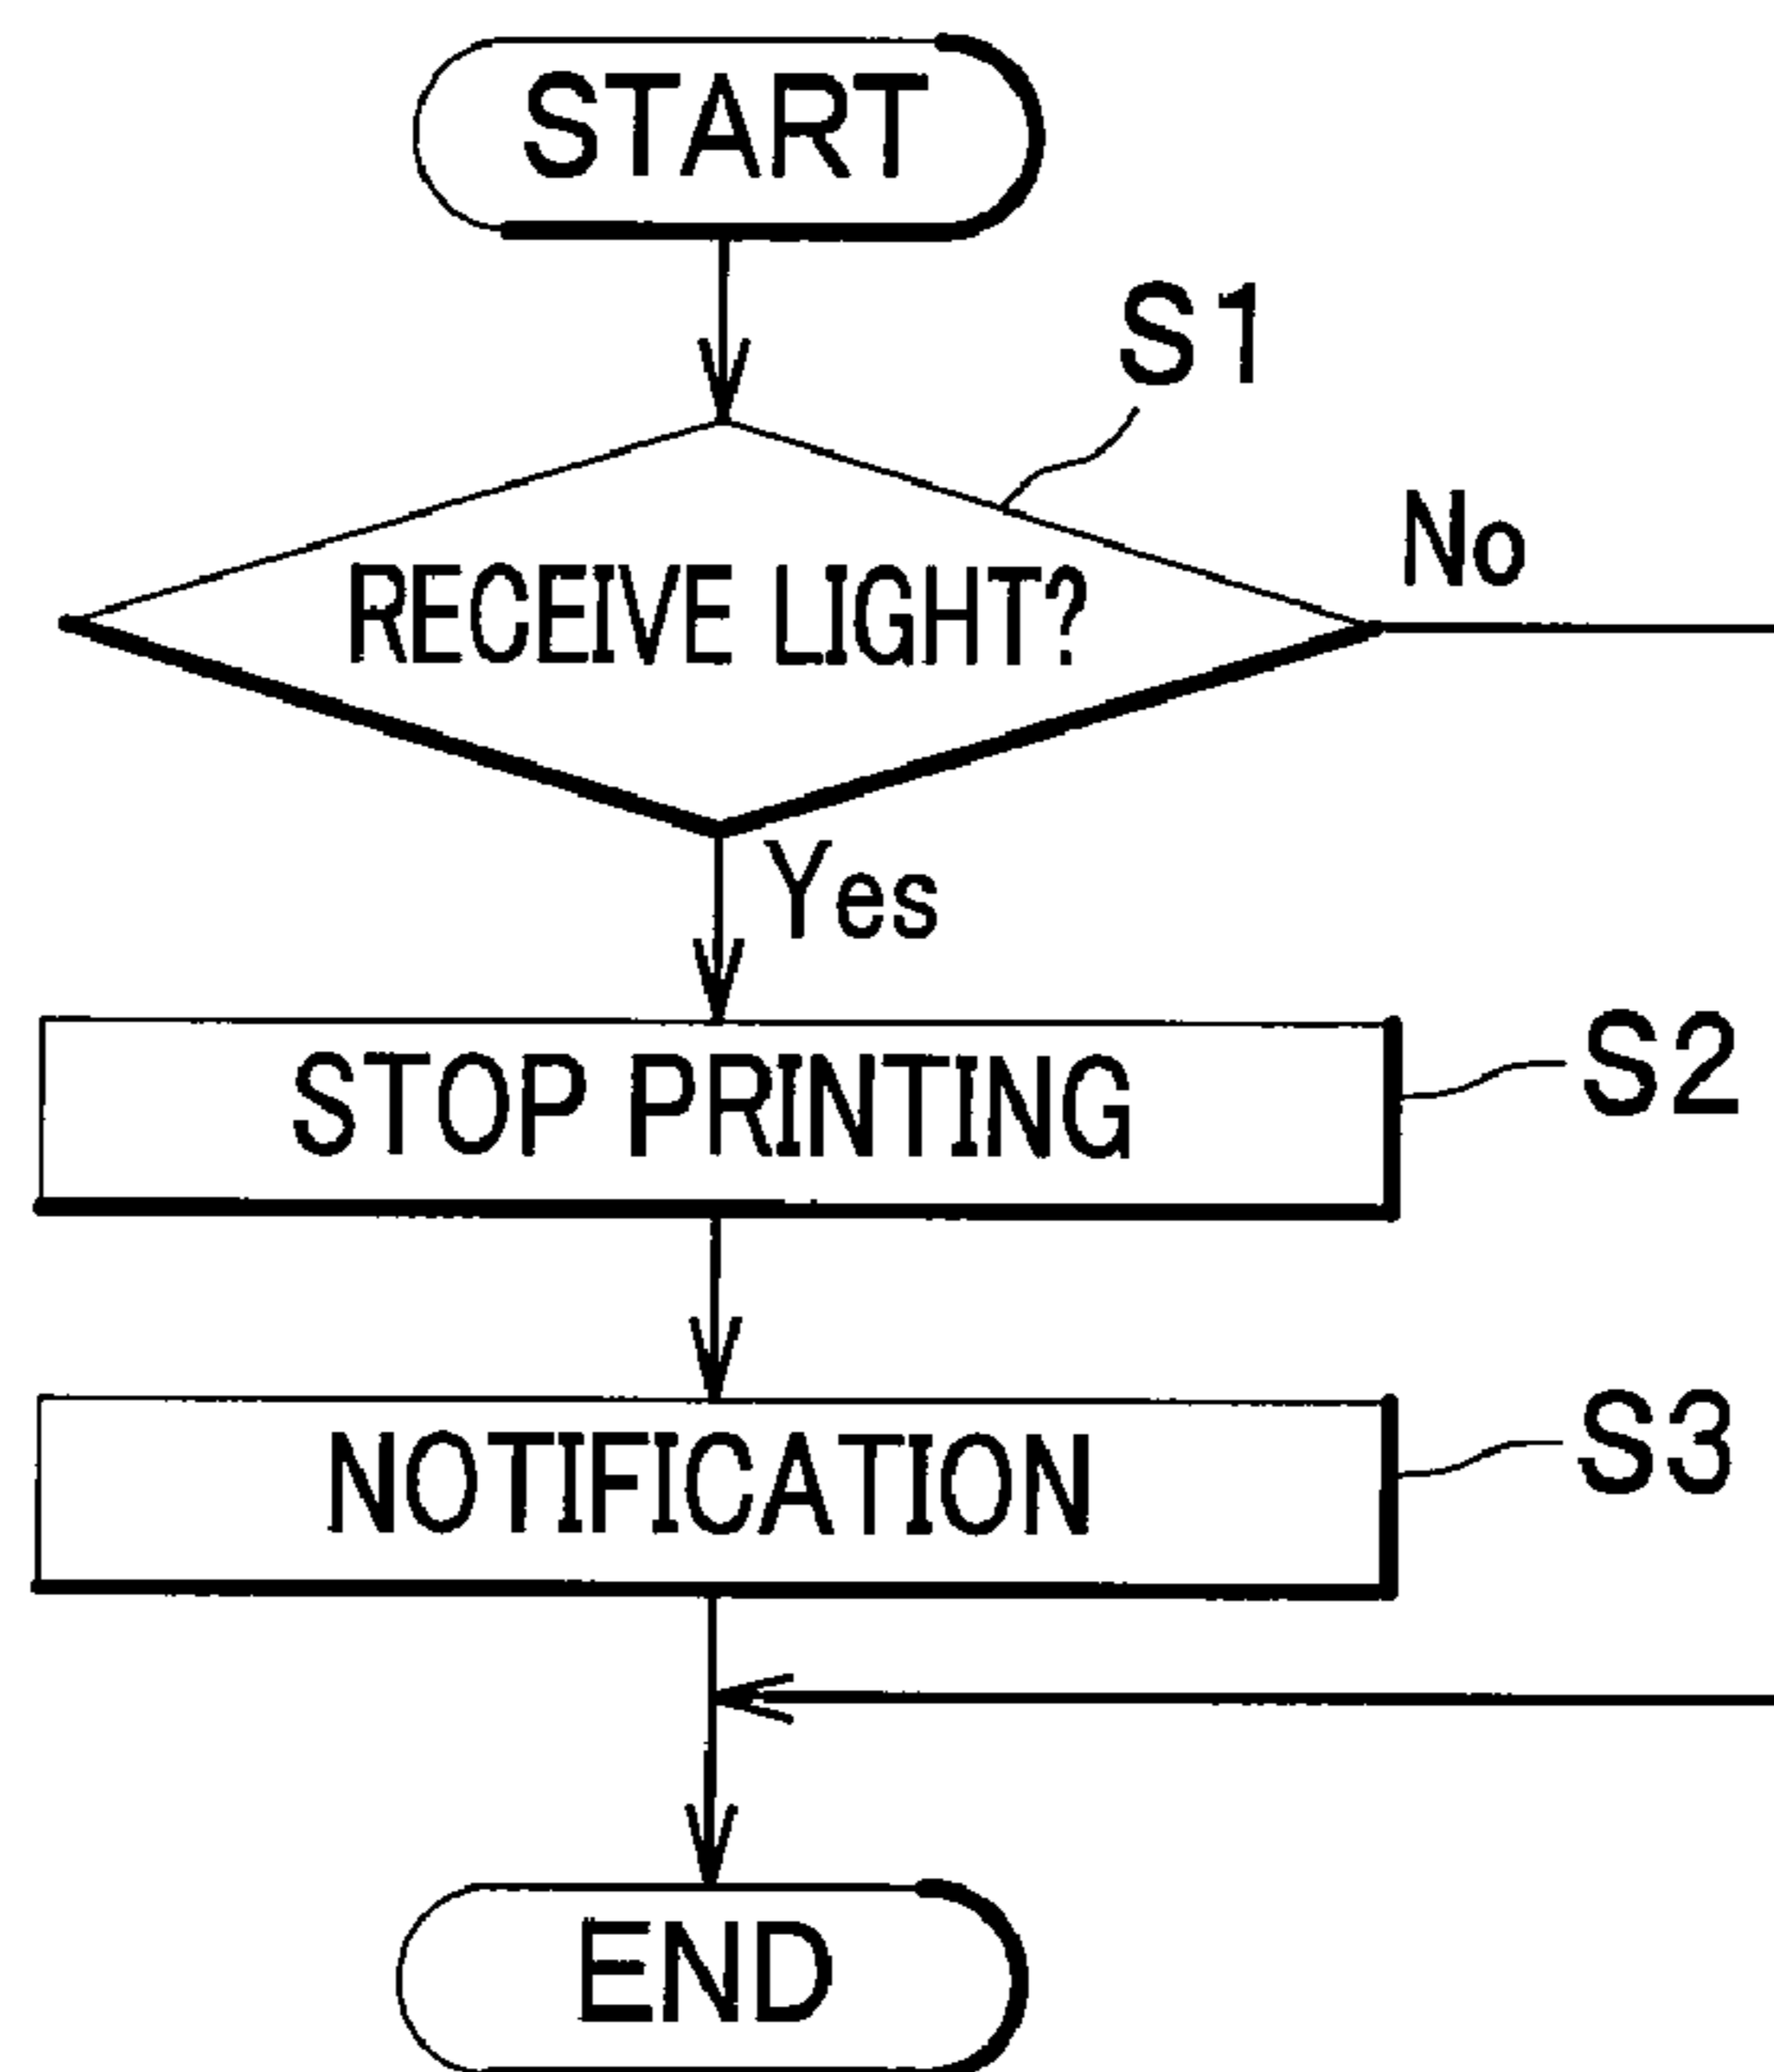 START
S1
RECEIVE LIGHT?
No
Yes
STOP PRINTING
S2
NOTIFICATION
S3
END